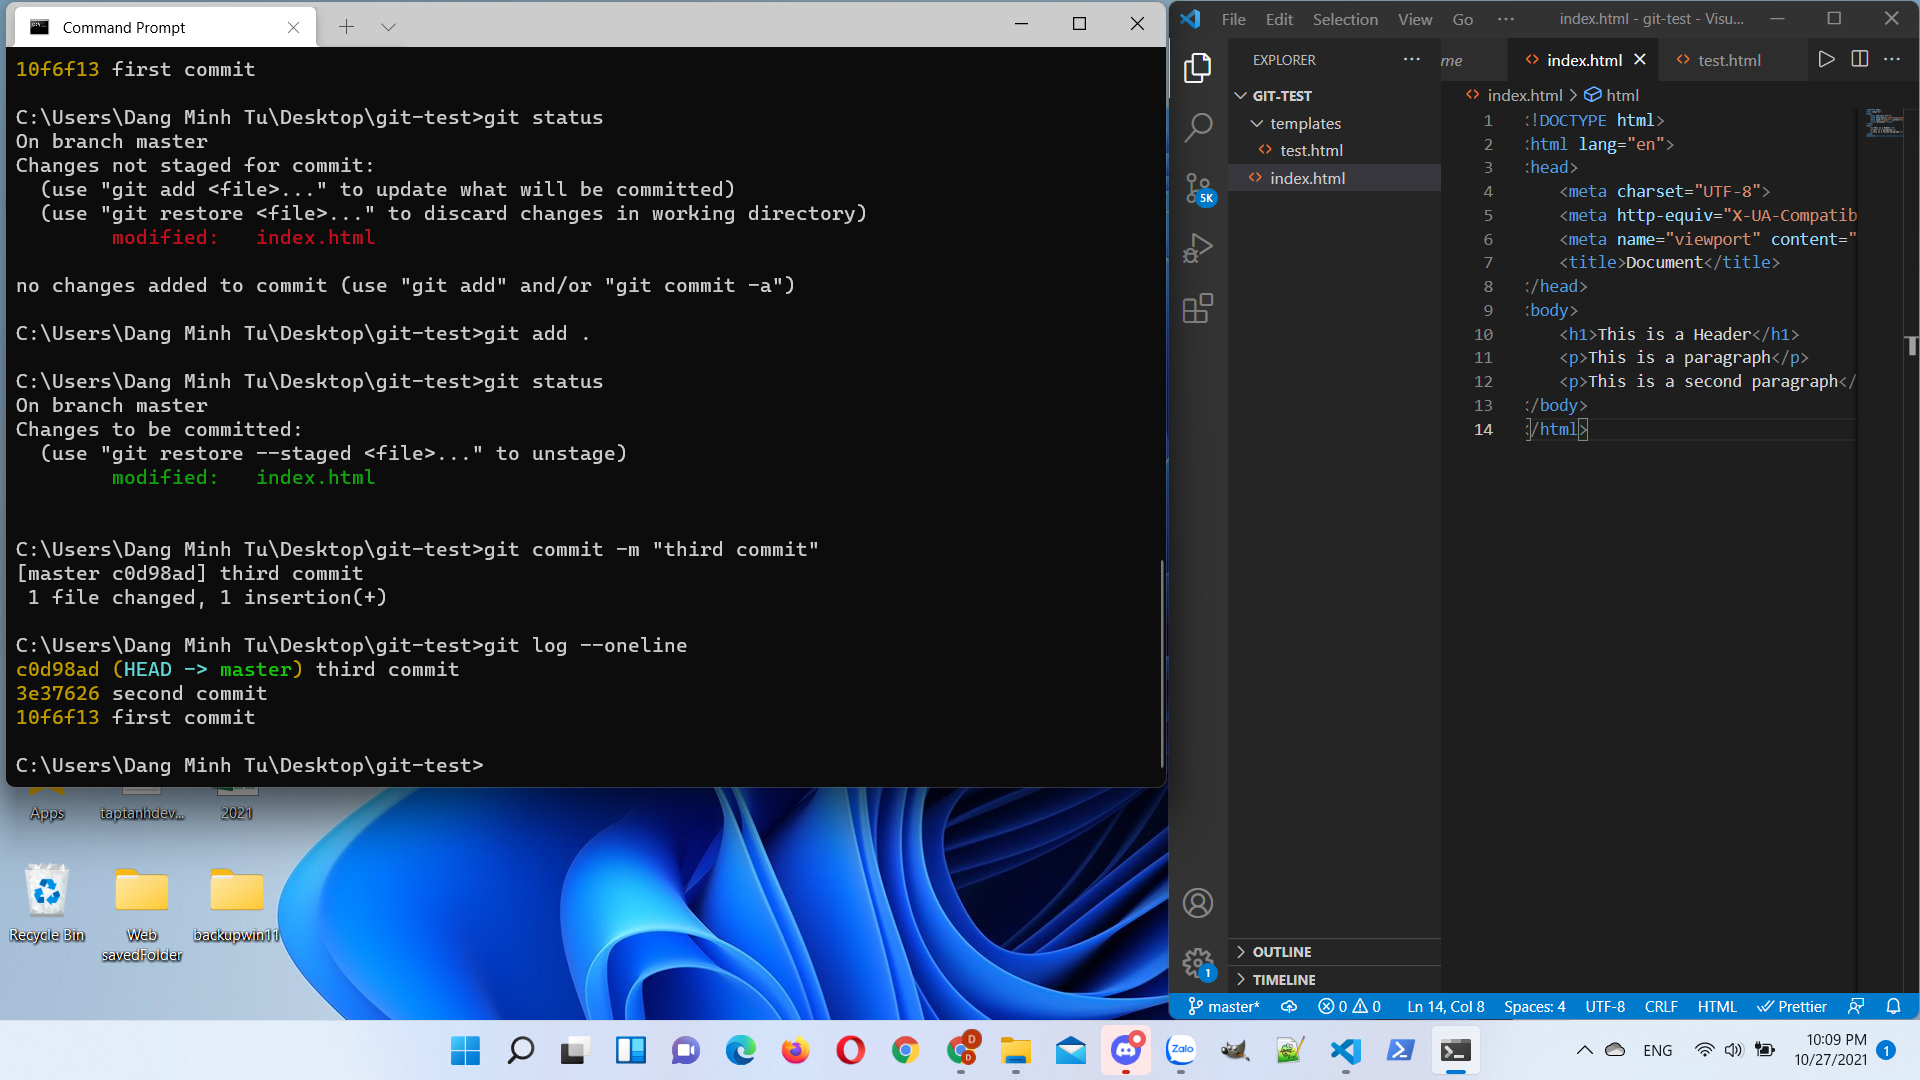 Command Prompt
10f6f13 first commit
C:\Users\Dang Minh Tu\Desktop\git-test>git status
On branch master
Changes not staged for commit:
(use "git add <file>..." to update what will be committed)
(use "git restore <file>..." to discard changes in working directory)
modified: index.html
no changes added to commit (use "git add" and/or "git commit -a")
C:\Users\Dang Minh Tu\Desktop\git-test>git add .
C:\Users\Dang Minh Tu\Desktop\git-test>git status
On branch master
Changes to be committed:
(use "git restore --staged <file>..." to unstage)
modified: index.html
C:\Users\Dang Minh Tu\Desktop\git-test>git commit -m "third commit"
[master c0d98ad] third commit
1 file changed, 1 insertion(+)
C:\Users\Dang Minh Tu\Desktop\git-test>git log --oneline
c0d98ad (HEAD -> master) third commit
3e37626 second commit
10f6f13 first commit
C:\Users\Dang Minh Tu\Desktop\git-test>
Apps
taptanhdev...
2021
Recycle Bin
Web savedFolder
backupwin11
File Edit Selection View Go ··· index.html - git-test - Visu...
EXPLORER ···
me index.html test.html ···
GIT-TEST
templates
test.html
index.html
5K
index.html > html
1 <!DOCTYPE html>
2 <html lang="en">
3 <head>
4 <meta charset="UTF-8">
5 <meta http-equiv="X-UA-Compatib
6 <meta name="viewport" content="
7 <title>Document</title>
8 </head>
9 <body>
10 <h1>This is a Header</h1>
11 <p>This is a paragraph</p>
12 <p>This is a second paragraph</
13 </body>
14 </html>
OUTLINE
1
TIMELINE
master* 0 0 Ln 14, Col 8 Spaces: 4 UTF-8 CRLF HTML Prettier
D
D
Zalo
ENG
10:09 PM
10/27/2021
1